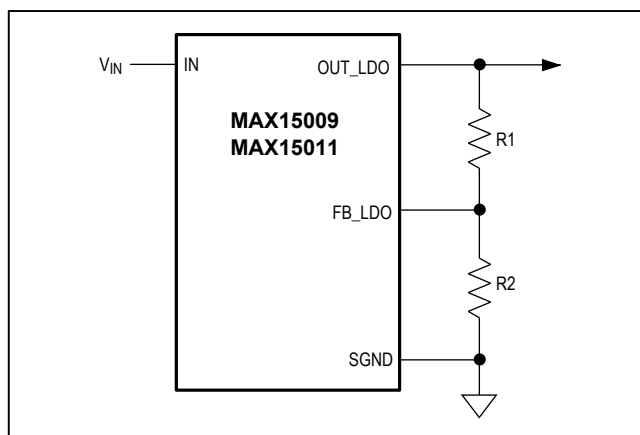 V_IN
IN
OUT_LDO
MAX15009
MAX15011
R1
FB_LDO
R2
SGND